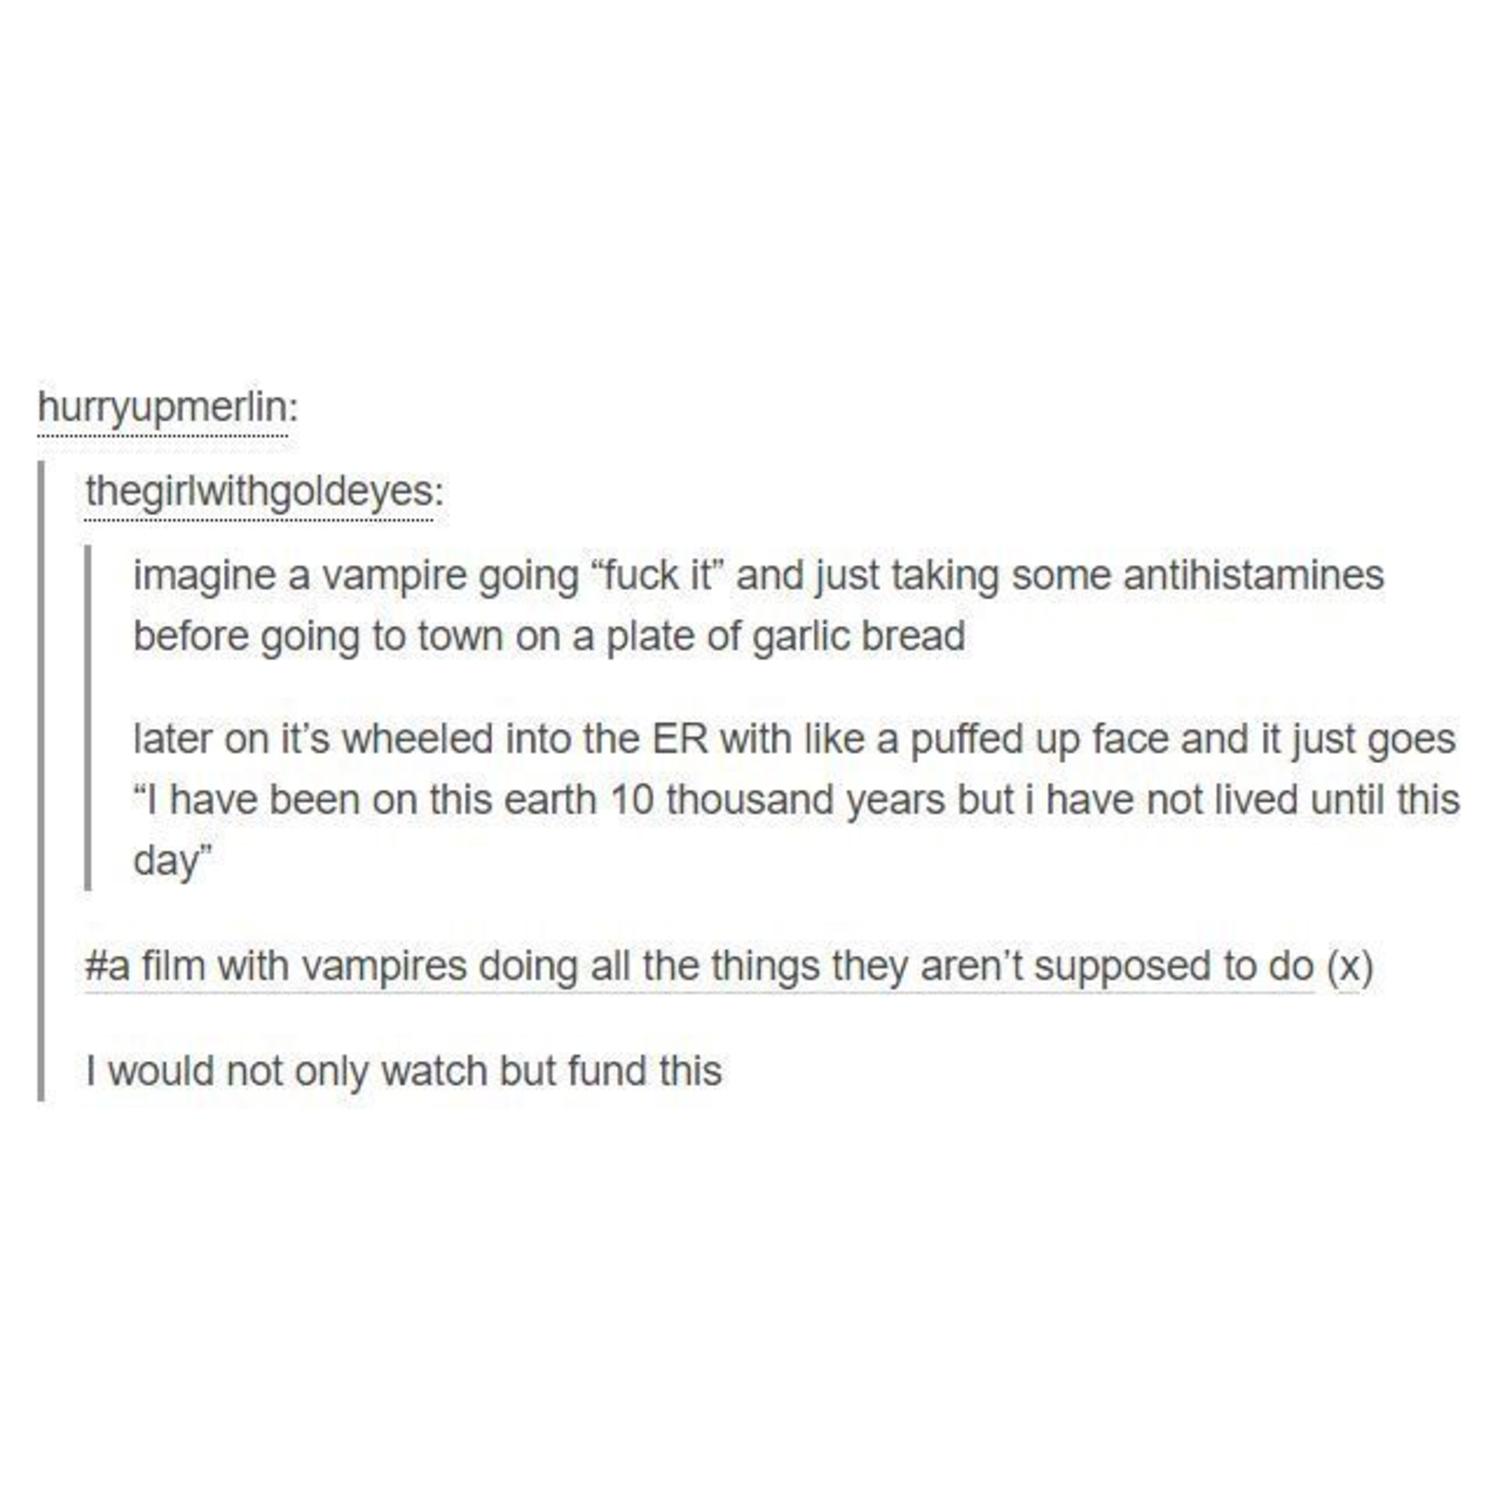 hurryupmerlin:
thegirlwithgoldeyes:
imagine a vampire going “fuck it” and just taking some antihistamines
before going to town on a plate of garlic bread
later on it’s wheeled into the ER with like a puffed up face and it just goes
“I have been on this earth 10 thousand years but i have not lived until this
day”
#a film with vampires doing all the things they aren’t supposed to do (x)
I would not only watch but fund this